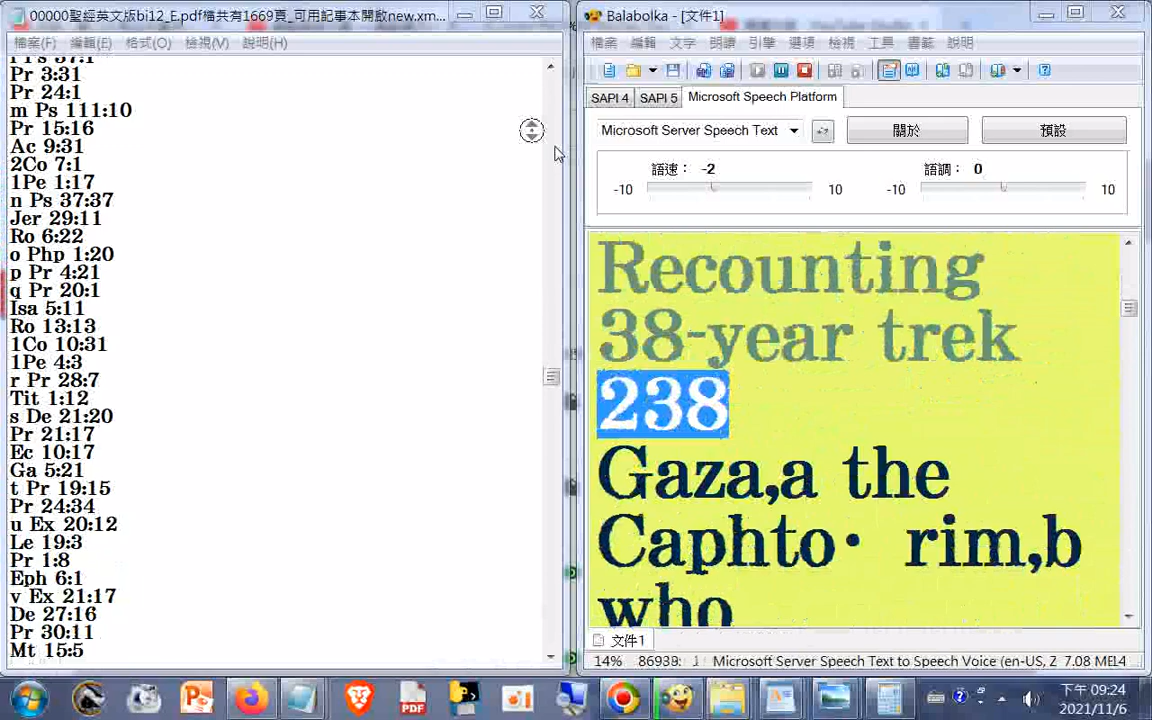 00000聖經英文版bi12_E.pdf檔共有1669頁_可用記事本開啟new.xm...
檔案(F) 編輯(E) 格式(O) 檢視(V) 說明(H)
Pr 3:31
Pr 24:1
m Ps 111:10
Pr 15:16
Ac 9:31
2Co 7:1
1Pe 1:17
n Ps 37:37
Jer 29:11
Ro 6:22
o Php 1:20
p Pr 4:21
q Pr 20:1
Isa 5:11
Ro 13:13
1Co 10:31
1Pe 4:3
r Pr 28:7
Tit 1:12
s De 21:20
Pr 21:17
Ec 10:17
Ga 5:21
t Pr 19:15
Pr 24:34
u Ex 20:12
Le 19:3
Pr 1:8
Eph 6:1
v Ex 21:17
De 27:16
Pr 30:11
Mt 15:5
Balabolka - [文件1]
檔案 編輯 文字 朗讀 引擎 選項 檢視 工具 書籤 說明
SAPI 4 SAPI 5 Microsoft Speech Platform
Microsoft Server Speech Text 關於 預設
語速： -2 語調： 0
-10 10 -10 10
Recounting
38-year trek
238
Gaza,a the
Caphto· rim,b
who
文件1
14% 86938: 1 Microsoft Server Speech Text to Speech Voice (en-US, Z 7.08 ME 14
PDF
下午 09:24
2021/11/6